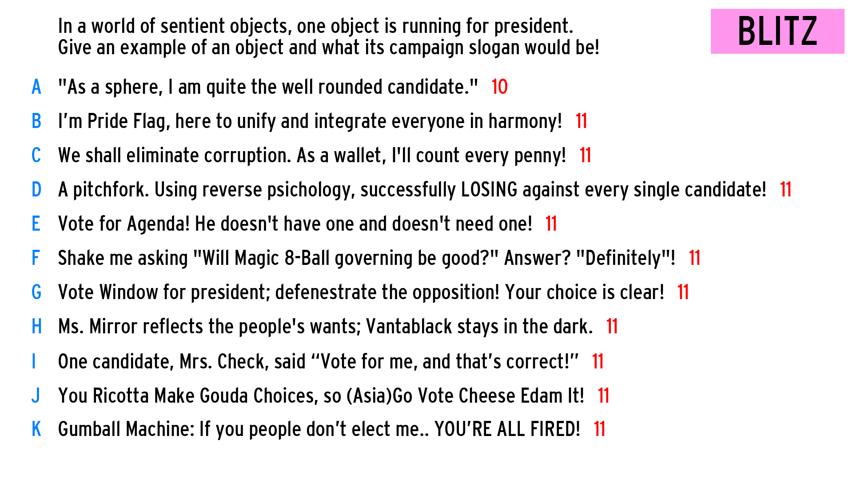 In a world of sentient objects, one object is running for president.
Give an example of an object and what its campaign slogan would be!
BLITZ
A "As a sphere, I am quite the well rounded candidate." 10
B I'm Pride Flag, here to unify and integrate everyone in harmony! 11
C We shall eliminate corruption. As a wallet, I'll count every penny! 11
D A pitchfork. Using reverse psichology, successfully LOSING against every single candidate! 11
E Vote for Agenda! He doesn't have one and doesn't need one! 11
F Shake me asking "Will Magic 8-Ball governing be good?" Answer? "Definitely"! 11
G Vote Window for president; defenestrate the opposition! Your choice is clear! 11
H Ms. Mirror reflects the people's wants; Vantablack stays in the dark. 11
I One candidate, Mrs. Check, said “Vote for me, and that’s correct!” 11
J You Ricotta Make Gouda Choices, so (Asia)Go Vote Cheese Edam It! 11
K Gumball Machine: If you people don’t elect me.. YOU’RE ALL FIRED! 11